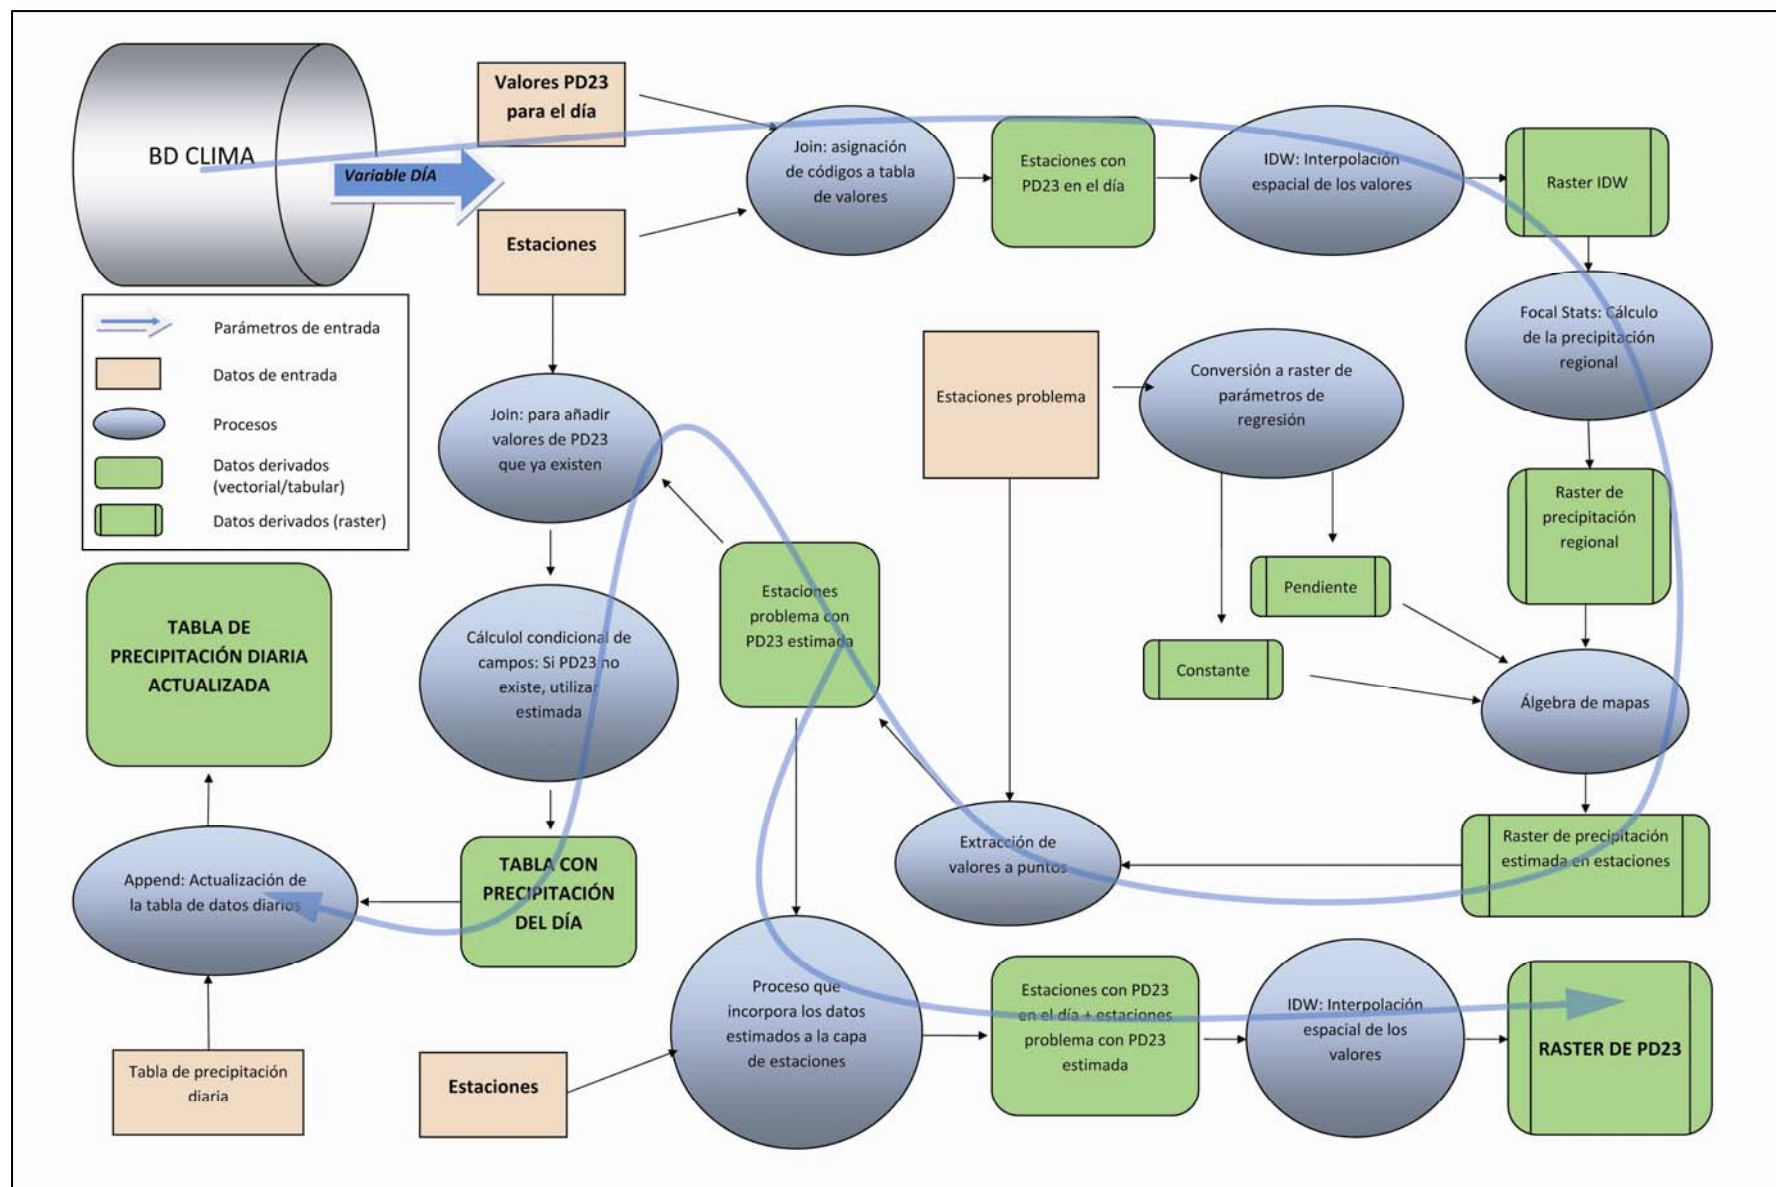 BD CLIMA
Variable DÍA
Valores PD23
para el día
Estaciones
Join: asignación
de códigos a tabla
de valores
Estaciones con
PD23 en el día
IDW: Interpolación
espacial de los valores
Raster IDW
Focal Stats: Cálculo
de la precipitación
regional
Raster de
precipitación
regional
Parámetros de entrada
Datos de entrada
Procesos
Datos derivados
(vectorial/tabular)
Datos derivados (raster)
Join: para añadir
valores de PD23
que ya existen
Estaciones problema
Conversión a raster de
parámetros de
regresión
Pendiente
Constante
Álgebra de mapas
Raster de precipitación
estimada en estaciones
Extracción de
valores a puntos
Estaciones
problema con
PD23 estimada
Cálculol condicional de
campos: Si PD23 no
existe, utilizar
estimada
TABLA CON
PRECIPITACIÓN
DEL DÍA
TABLA DE
PRECIPITACIÓN DIARIA
ACTUALIZADA
Append: Actualización de
la tabla de datos diarios
Tabla de precipitación
diaria
Estaciones
Proceso que
incorpora los datos
estimados a la capa
de estaciones
Estaciones con PD23
en el día + estaciones
problema con PD23
estimada
IDW: Interpolación
espacial de los
valores
RASTER DE PD23